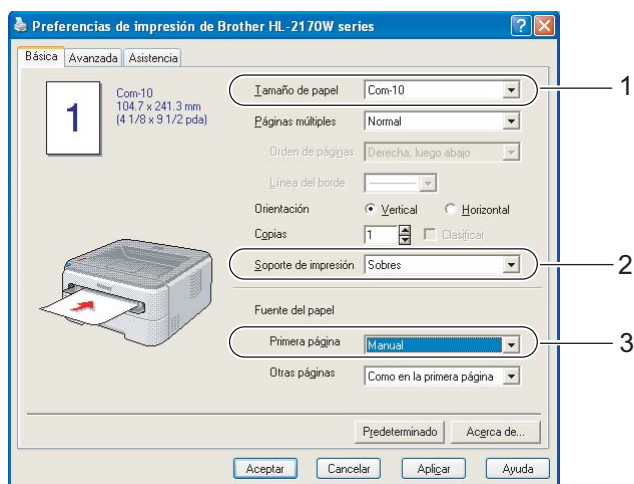 Preferencias de impresión de Brother HL-2170W series
Básica Avanzada Asistencia
1
Com-10
104.7 x 241.3 mm
(4 1/8 x 9 1/2 pda)
Tamaño de papel Com-10 1
Páginas múltiples Normal
Orden de páginas Derecha, luego abajo
Línea del borde
Orientación Vertical Horizontal
Copias 1 Clasificar
Soporte de impresión Sobres 2
Fuente del papel
Primera página Manual 3
Otras páginas Como en la primera página
Predeterminado Acerca de...
Aceptar Cancelar Aplicar Ayuda